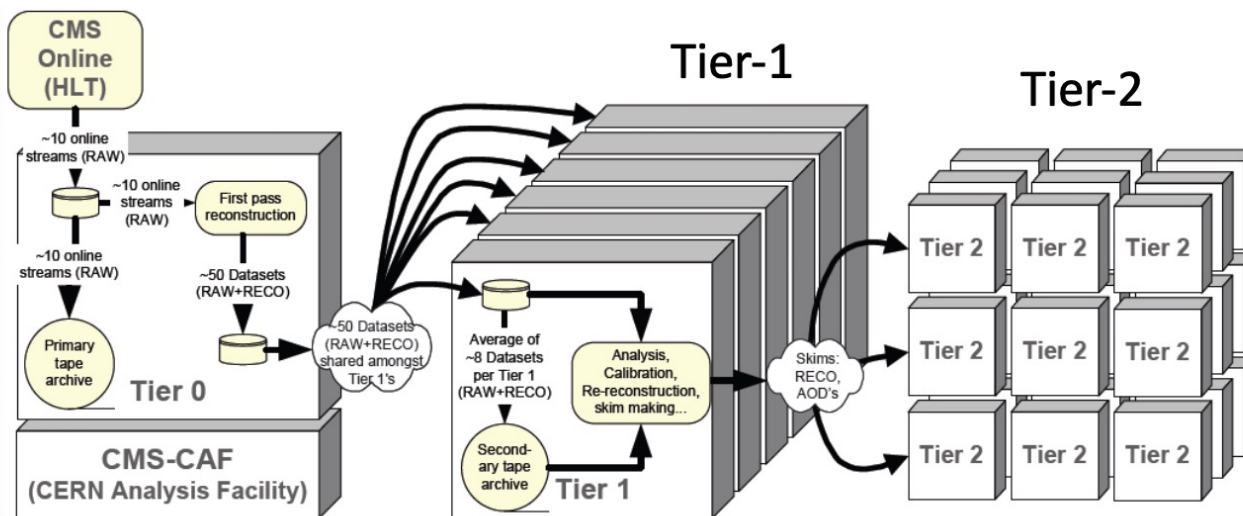 CMS
Online
(HLT)
~10 online
streams (RAW)
~10 online
streams
(RAW)
First pass
reconstruction
~10 online
streams (RAW)
~50 Datasets
(RAW+RECO)
Primary
tape
archive
Tier 0
CMS-CAF
(CERN Analysis Facility)
~50 Datasets
(RAW+RECO)
shared amongst
Tier 1's
Tier-1
Average of
~8 Datasets
per Tier 1
(RAW+RECO)
Analysis,
Calibration,
Re-reconstruction,
skim making...
Second-
ary tape
archive
Tier 1
Skims:
RECO,
AOD's
Tier-2
Tier 2
Tier 2
Tier 2
Tier 2
Tier 2
Tier 2
Tier 2
Tier 2
Tier 2